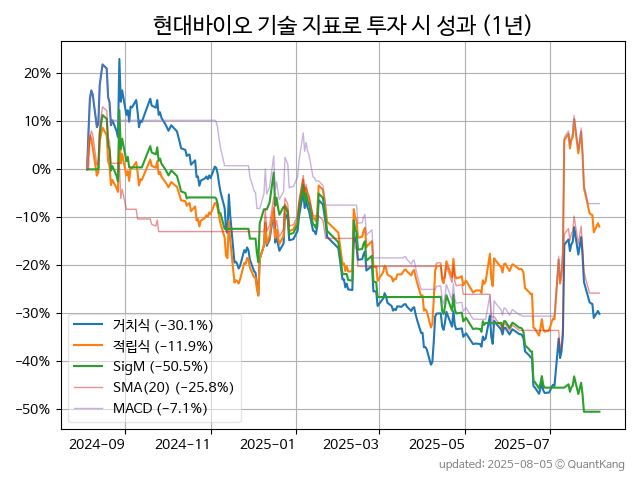 현대바이오 기술 지표로 투자 시 성과 (1년)
20%
10%
0%
−10%
−20%
−30%
−40%
−50%
거치식 (−30.1%)
적립식 (−11.9%)
SigM (−50.5%)
SMA(20) (−25.8%)
MACD (−7.1%)
2024−09
2024−11
2025−01
2025−03
2025−05
2025−07
updated: 2025-08-05 © QuantKang